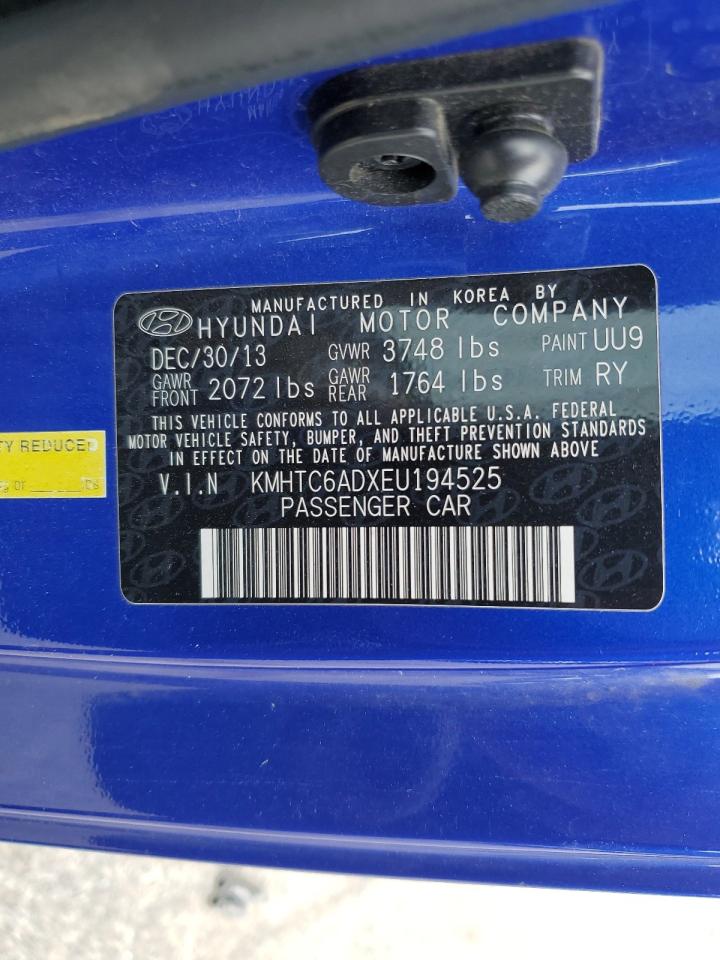 MANUFACTURED IN KOREA BY
HYUNDAI MOTOR COMPANY
DEC/30/13 GVWR 3748 lbs PAINT UU9
GAWR FRONT 2072 lbs GAWR REAR 1764 lbs TRIM RY
THIS VEHICLE CONFORMS TO ALL APPLICABLE U.S.A. FEDERAL
MOTOR VEHICLE SAFETY, BUMPER, AND THEFT PREVENTION STANDARDS
IN EFFECT ON THE DATE OF MANUFACTURE SHOWN ABOVE
V.I.N KMHTC6ADXEU194525
PASSENGER CAR
REDUCED